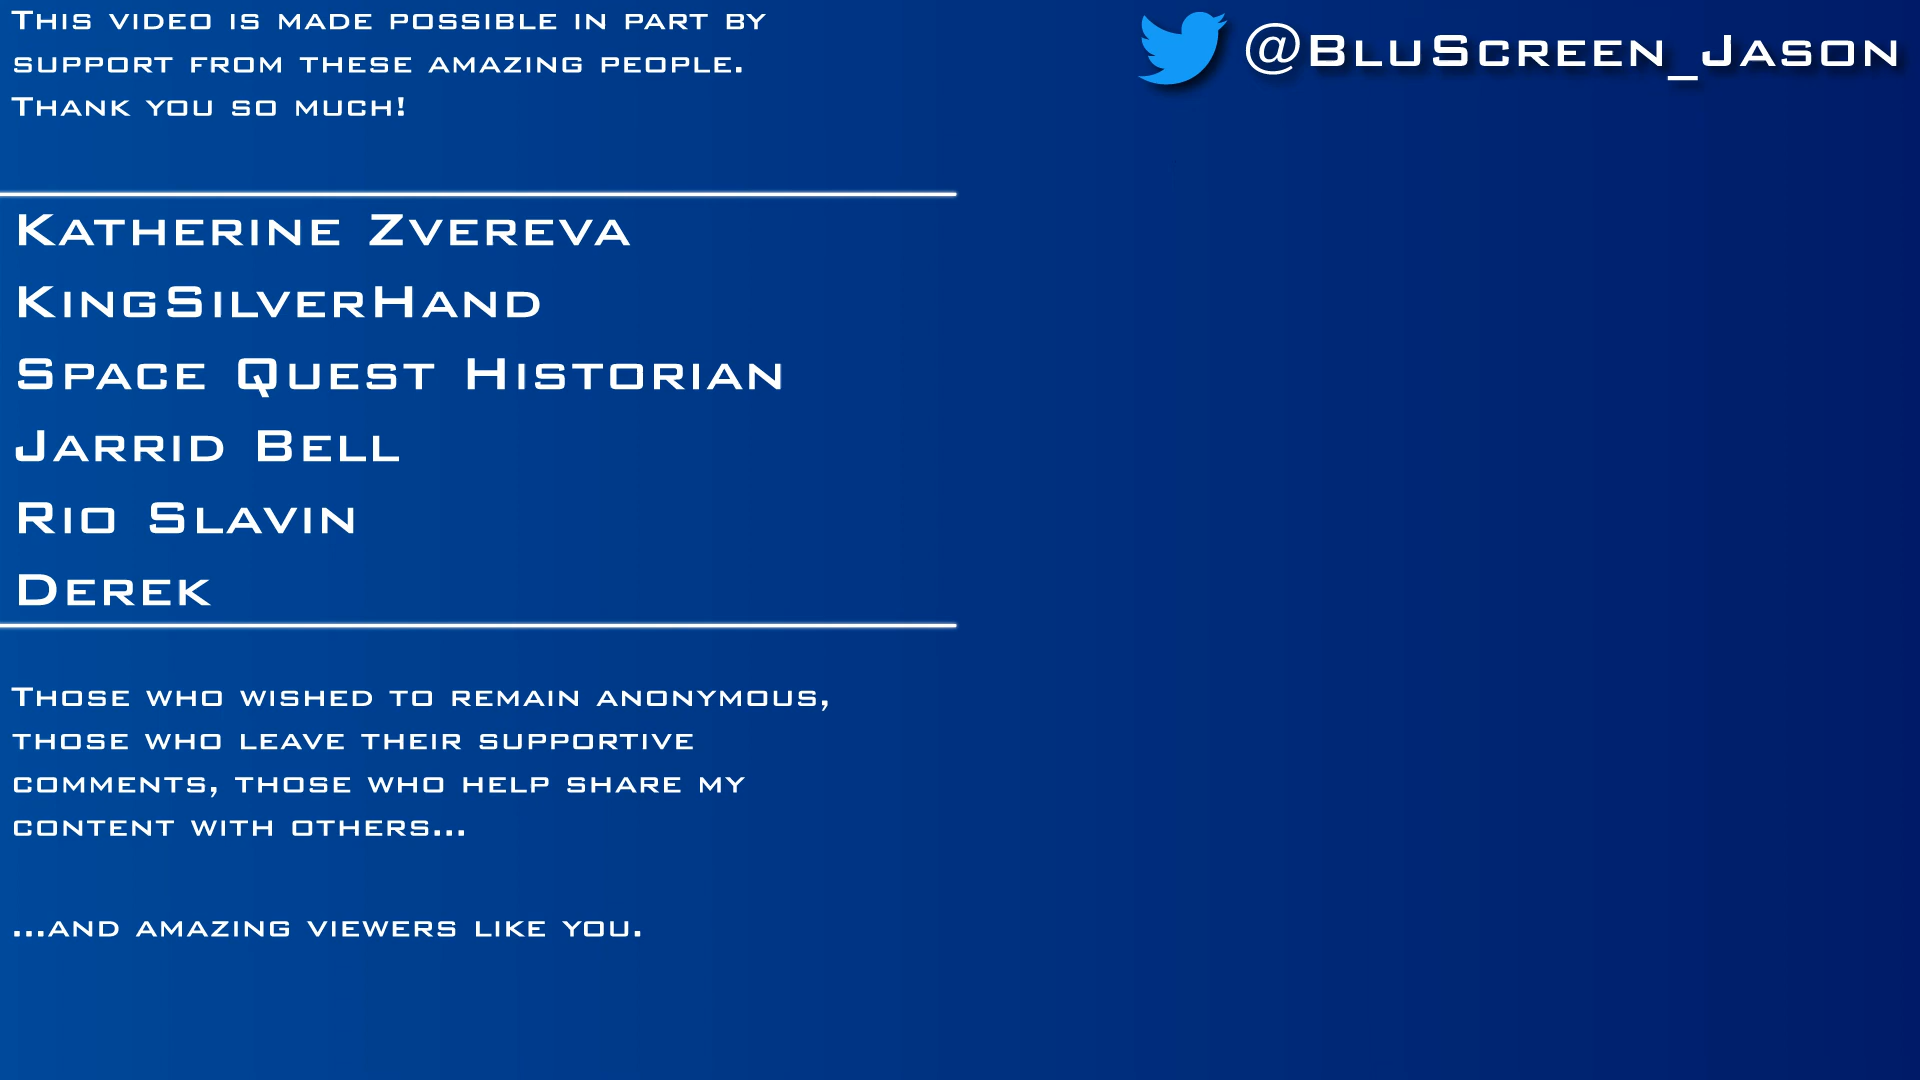 This video is made possible in part by
support from these amazing people.
Thank you so much!
@BluScreen_Jason
Katherine Zvereva
KingSilverHand
Space Quest Historian
Jarrid Bell
Rio Slavin
Derek
Those who wished to remain anonymous,
those who leave their supportive
comments, those who help share my
content with others...
...and amazing viewers like you.